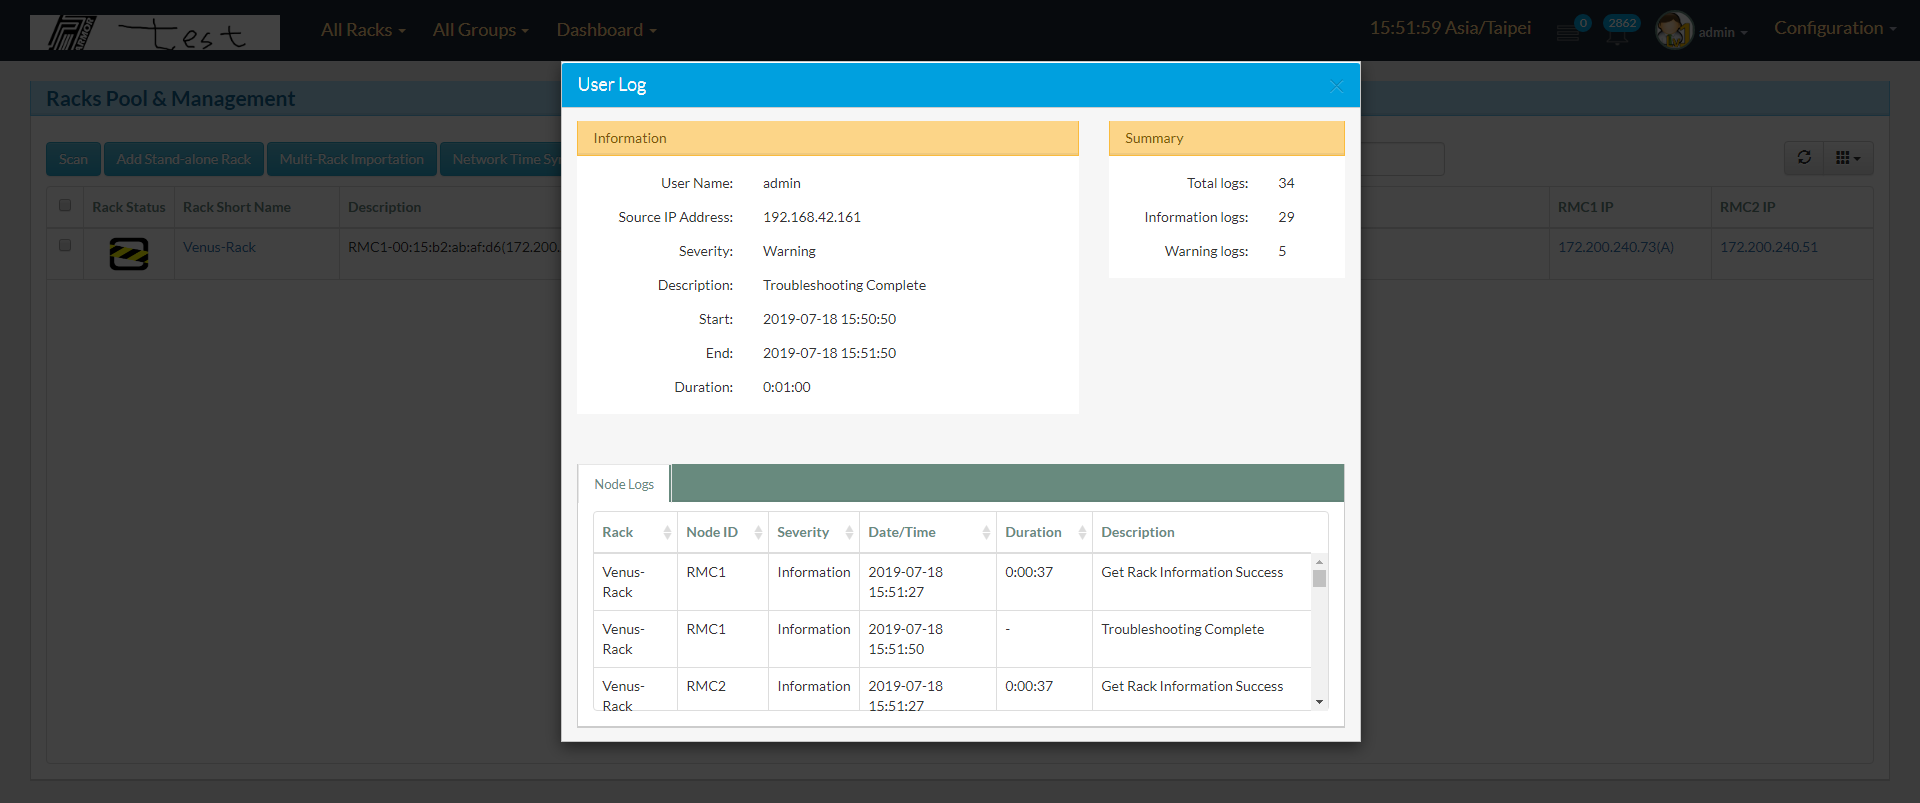 test
All Racks
All Groups
Dashboard
15:51:59 Asia/Taipei
0
2862
admin
Configuration
Racks Pool & Management
Scan
Add Stand-alone Rack
Multi-Rack Importation
Network Time
Rack Status
Rack Short Name
Description
RMC1 IP
RMC2 IP
Venus-Rack
RMC1-00:15:b2:ab:af:d6(172.200.
172.200.240.73(A)
172.200.240.51
User Log
Information
User Name: admin
Source IP Address: 192.168.42.161
Severity: Warning
Description: Troubleshooting Complete
Start: 2019-07-18 15:50:50
End: 2019-07-18 15:51:50
Duration: 0:01:00
Summary
Total logs: 34
Information logs: 29
Warning logs: 5
Node Logs
Rack Node ID Severity Date/Time Duration Description
Venus- RMC1 Information 2019-07-18 0:00:37 Get Rack Information Success
Rack 15:51:27
Venus- RMC1 Information 2019-07-18 - Troubleshooting Complete
Rack 15:51:50
Venus- RMC2 Information 2019-07-18 0:00:37 Get Rack Information Success
Rack 15:51:27